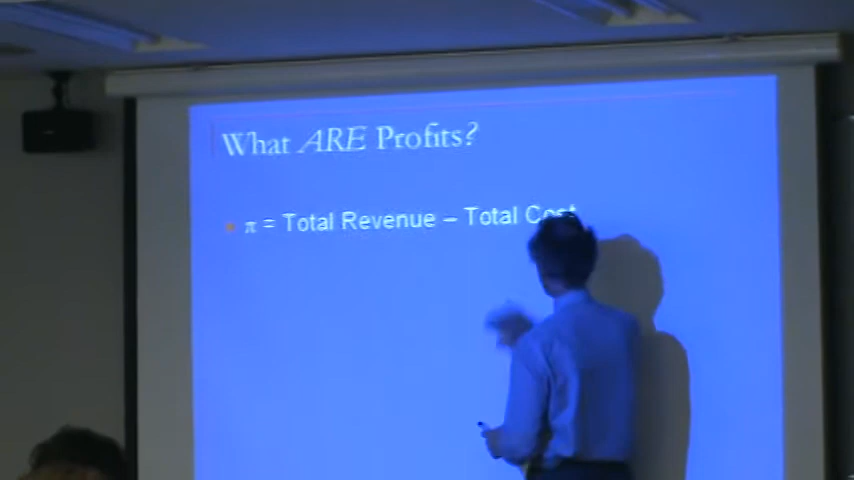 What ARE Profits?
π = Total Revenue – Total Cost